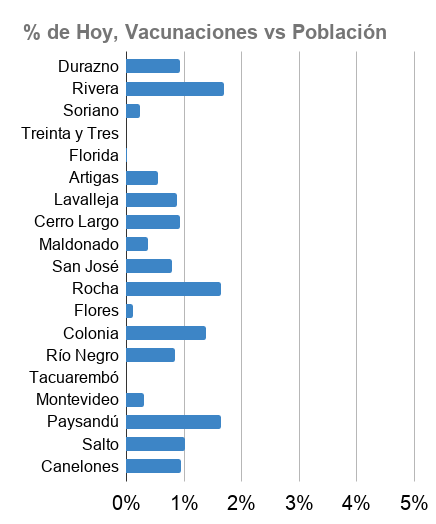 % de Hoy, Vacunaciones vs Población
Durazno
Rivera
Soriano
Treinta y Tres
Florida
Artigas
Lavalleja
Cerro Largo
Maldonado
San José
Rocha
Flores
Colonia
Río Negro
Tacuarembó
Montevideo
Paysandú
Salto
Canelones
0% 1% 2% 3% 4% 5%